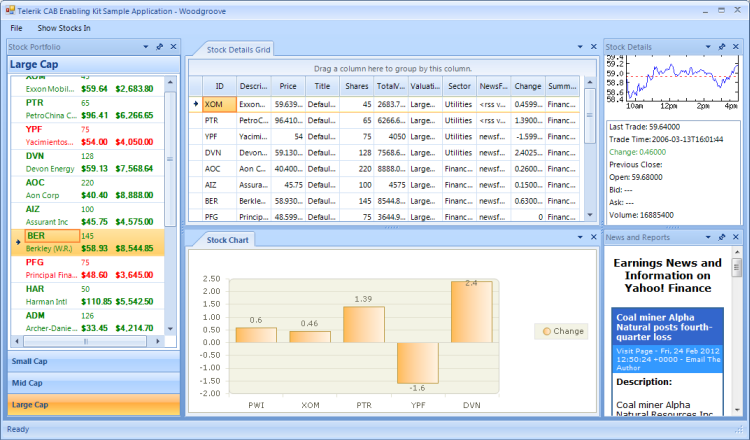 Telerik CAB Enabling Kit Sample Application - Woodgroove
File Show Stocks In
Stock Portfolio
Large Cap
XOM 45
Exxon Mobil... $59.64 $2,683.80
PTR 65
PetroChina C... $96.41 $6,266.65
YPF 75
Yacimientos... $54.00 $4,050.00
DVN 128
Devon Energy $59.13 $7,568.64
AOC 220
Aon Corp $40.40 $8,888.00
AIZ 100
Assurant Inc $45.75 $4,575.00
BER 145
Berkley (W.R.) $58.93 $8,544.85
PFG 75
Principal Fina... $48.60 $3,645.00
HAR 50
Harman Intl $110.85 $5,542.50
ADM 126
Archer-Danie... $33.45 $4,214.70
Small Cap
Mid Cap
Large Cap
Ready
Stock Details Grid
Drag a column here to group by this column.
ID Descri... Price Title Shares TotalV... Valuati... Sector NewsF... Change Summ...
XOM Exxon... 59.639... Defaul... 45 2683.7... Large... Utilities <rss v... 0.4599... Financ...
PTR PetroC... 96.410... Defaul... 65 6266.6... Large... Utilities <rss v... 1.3900... Financ...
YPF Yacimi... 54 Defaul... 75 4050 Large... Utilities newsf... -1.599... Financ...
DVN Devon... 59.130... Defaul... 128 7568.6... Large... Utilities newsf... 2.4025... Financ...
AOC Aon C... 40.400... Defaul... 220 8888.0... Large... Financ... newsf... 0.2600... Financ...
AIZ Assura... 45.75 Defaul... 100 4575 Large... Financ... newsf... 0.1500... Financ...
BER Berkle... 58.930... Defaul... 145 8544.8... Large... Financ... newsf... 0.6300... Financ...
PFG Princip... 48.599... Defaul... 75 3644.9... Large... Financ... newsf... 0 Financ...
Stock Chart
2.50
2.00
1.50
1.00
0.50
0.00
-0.50
-1.00
-1.50
-2.00
0.6
0.46
1.39
-1.6
2.4
PWI XOM PTR YPF DVN
Change
Stock Details
59.4
59.2
59.0
58.8
58.6
58.4
10am 12pm 2pm 4pm
Last Trade: 59.64000
Trade Time: 2006-03-13T16:01:44
Change: 0.46000
Previous Close:
Open: 59.68000
Bid: ---
Ask: ---
Volume: 16885400
News and Reports
Earnings News and
Information on
Yahoo! Finance
Coal miner Alpha
Natural posts fourth-
quarter loss
Visit Page - Fri, 24 Feb 2012
12:50:24 +0000 - Email The
Author
Description:
Coal miner Alpha
Natural Resources Inc